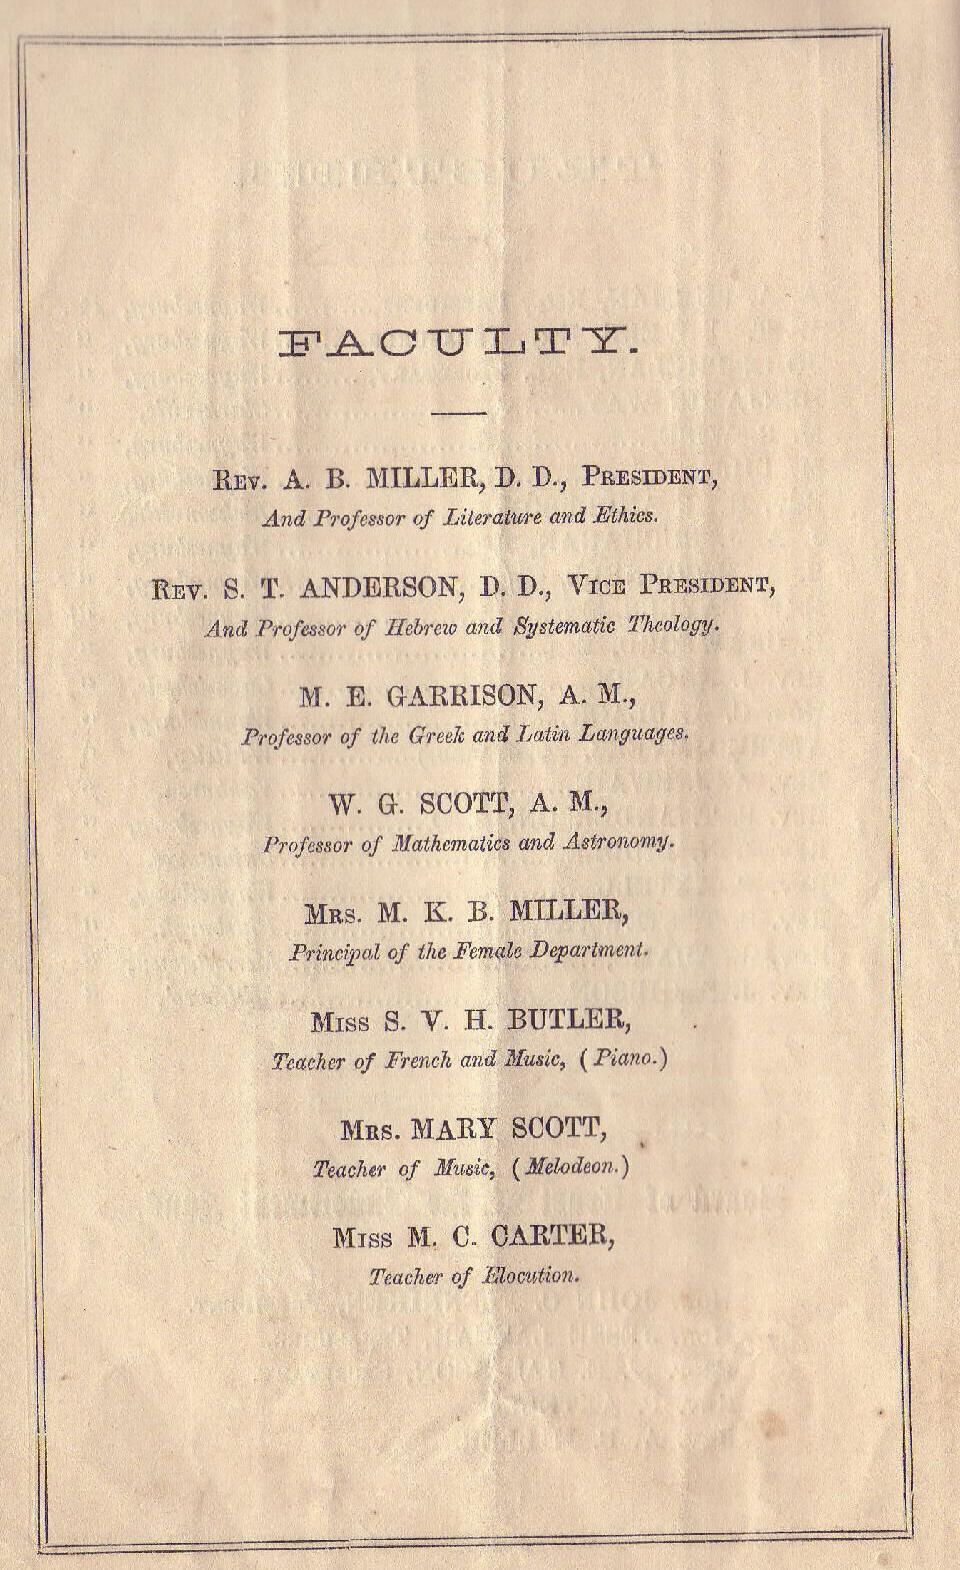 FACULTY.
Rev. A. B. MILLER, D. D., President,
And Professor of Literature and Ethics.
Rev. S. T. ANDERSON, D. D., Vice President,
And Professor of Hebrew and Systematic Theology.
M. E. GARRISON, A. M.,
Professor of the Greek and Latin Languages.
W. G. SCOTT, A. M.,
Professor of Mathematics and Astronomy.
Mrs. M. K. B. MILLER,
Principal of the Female Department.
Miss S. V. H. BUTLER,
Teacher of French and Music, (Piano.)
Mrs. MARY SCOTT,
Teacher of Music, (Melodeon.)
Miss M. C. CARTER,
Teacher of Elocution.